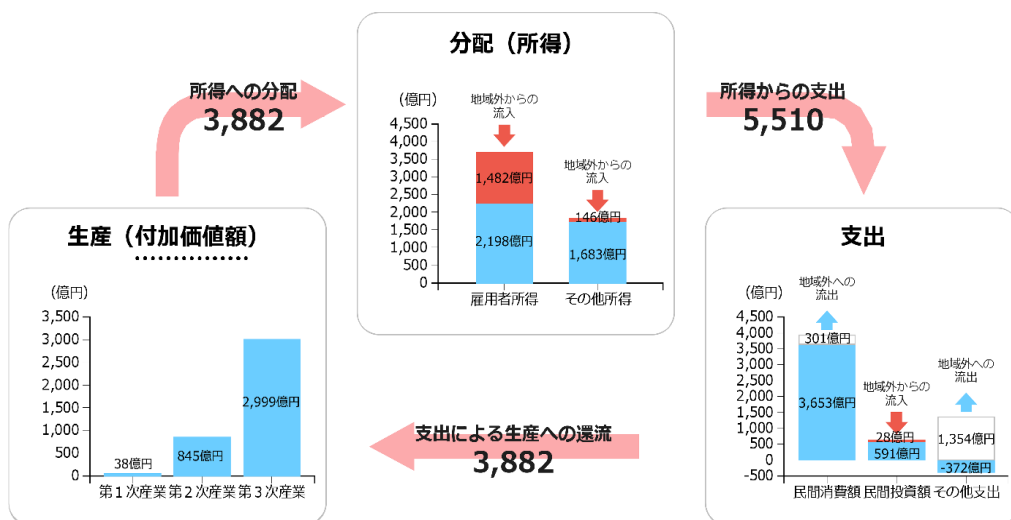 分配（所得）
所得への分配
3,882
所得からの支出
5,510
（億円）
地域外からの
流入
地域外からの
流入
4,500
4,000
3,500
3,000
2,500
2,000
1,500
1,000
500
0
1,482億円
2,198億円
146億円
1,683億円
雇用者所得
その他所得
生産（付加価値額）
（億円）
3,500
3,000
2,500
2,000
1,500
1,000
500
0
38億円
845億円
2,999億円
第１次産業
第２次産業
第３次産業
支出による生産への還流
3,882
支出
（億円）
地域外への
流出
地域外からの
流入
地域外への
流出
4,500
4,000
3,500
3,000
2,500
2,000
1,500
1,000
500
0
-500
301億円
3,653億円
28億円
591億円
1,354億円
-372億円
民間消費額
民間投資額
その他支出